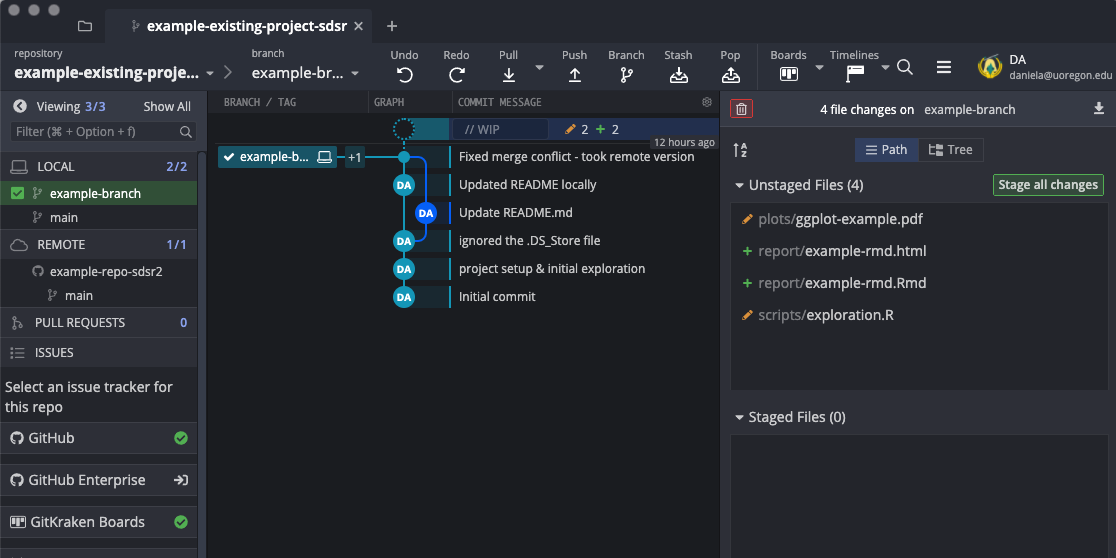 example-existing-project-sdsr
repository
example-existing-proje...
branch
example-br...
Undo
Redo
Pull
Push
Branch
Stash
Pop
Boards
Timelines
DA
daniela@uoregon.edu
Viewing 3/3
Show All
Filter (⌘ + Option + f)
LOCAL 2/2
example-branch
main
REMOTE 1/1
example-repo-sdsr2
main
PULL REQUESTS 0
ISSUES
Select an issue tracker for
this repo
GitHub
GitHub Enterprise
GitKraken Boards
BRANCH / TAG
GRAPH
COMMIT MESSAGE
// WIP
2 + 2
12 hours ago
example-b...
+1
Fixed merge conflict - took remote version
DA Updated README locally
DA Update README.md
DA ignored the .DS_Store file
DA project setup & initial exploration
DA Initial commit
4 file changes on example-branch
A
Z
Path
Tree
Unstaged Files (4)
Stage all changes
plots/ggplot-example.pdf
+ report/example-rmd.html
+ report/example-rmd.Rmd
scripts/exploration.R
Staged Files (0)